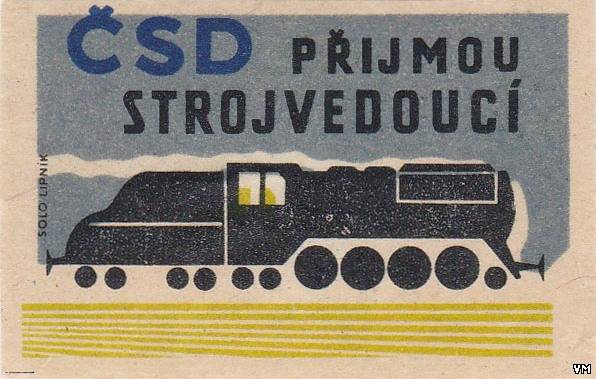 ČSD PŘIJMOU
STROJVEDOUCÍ
SOLO LIPNÍK
VM